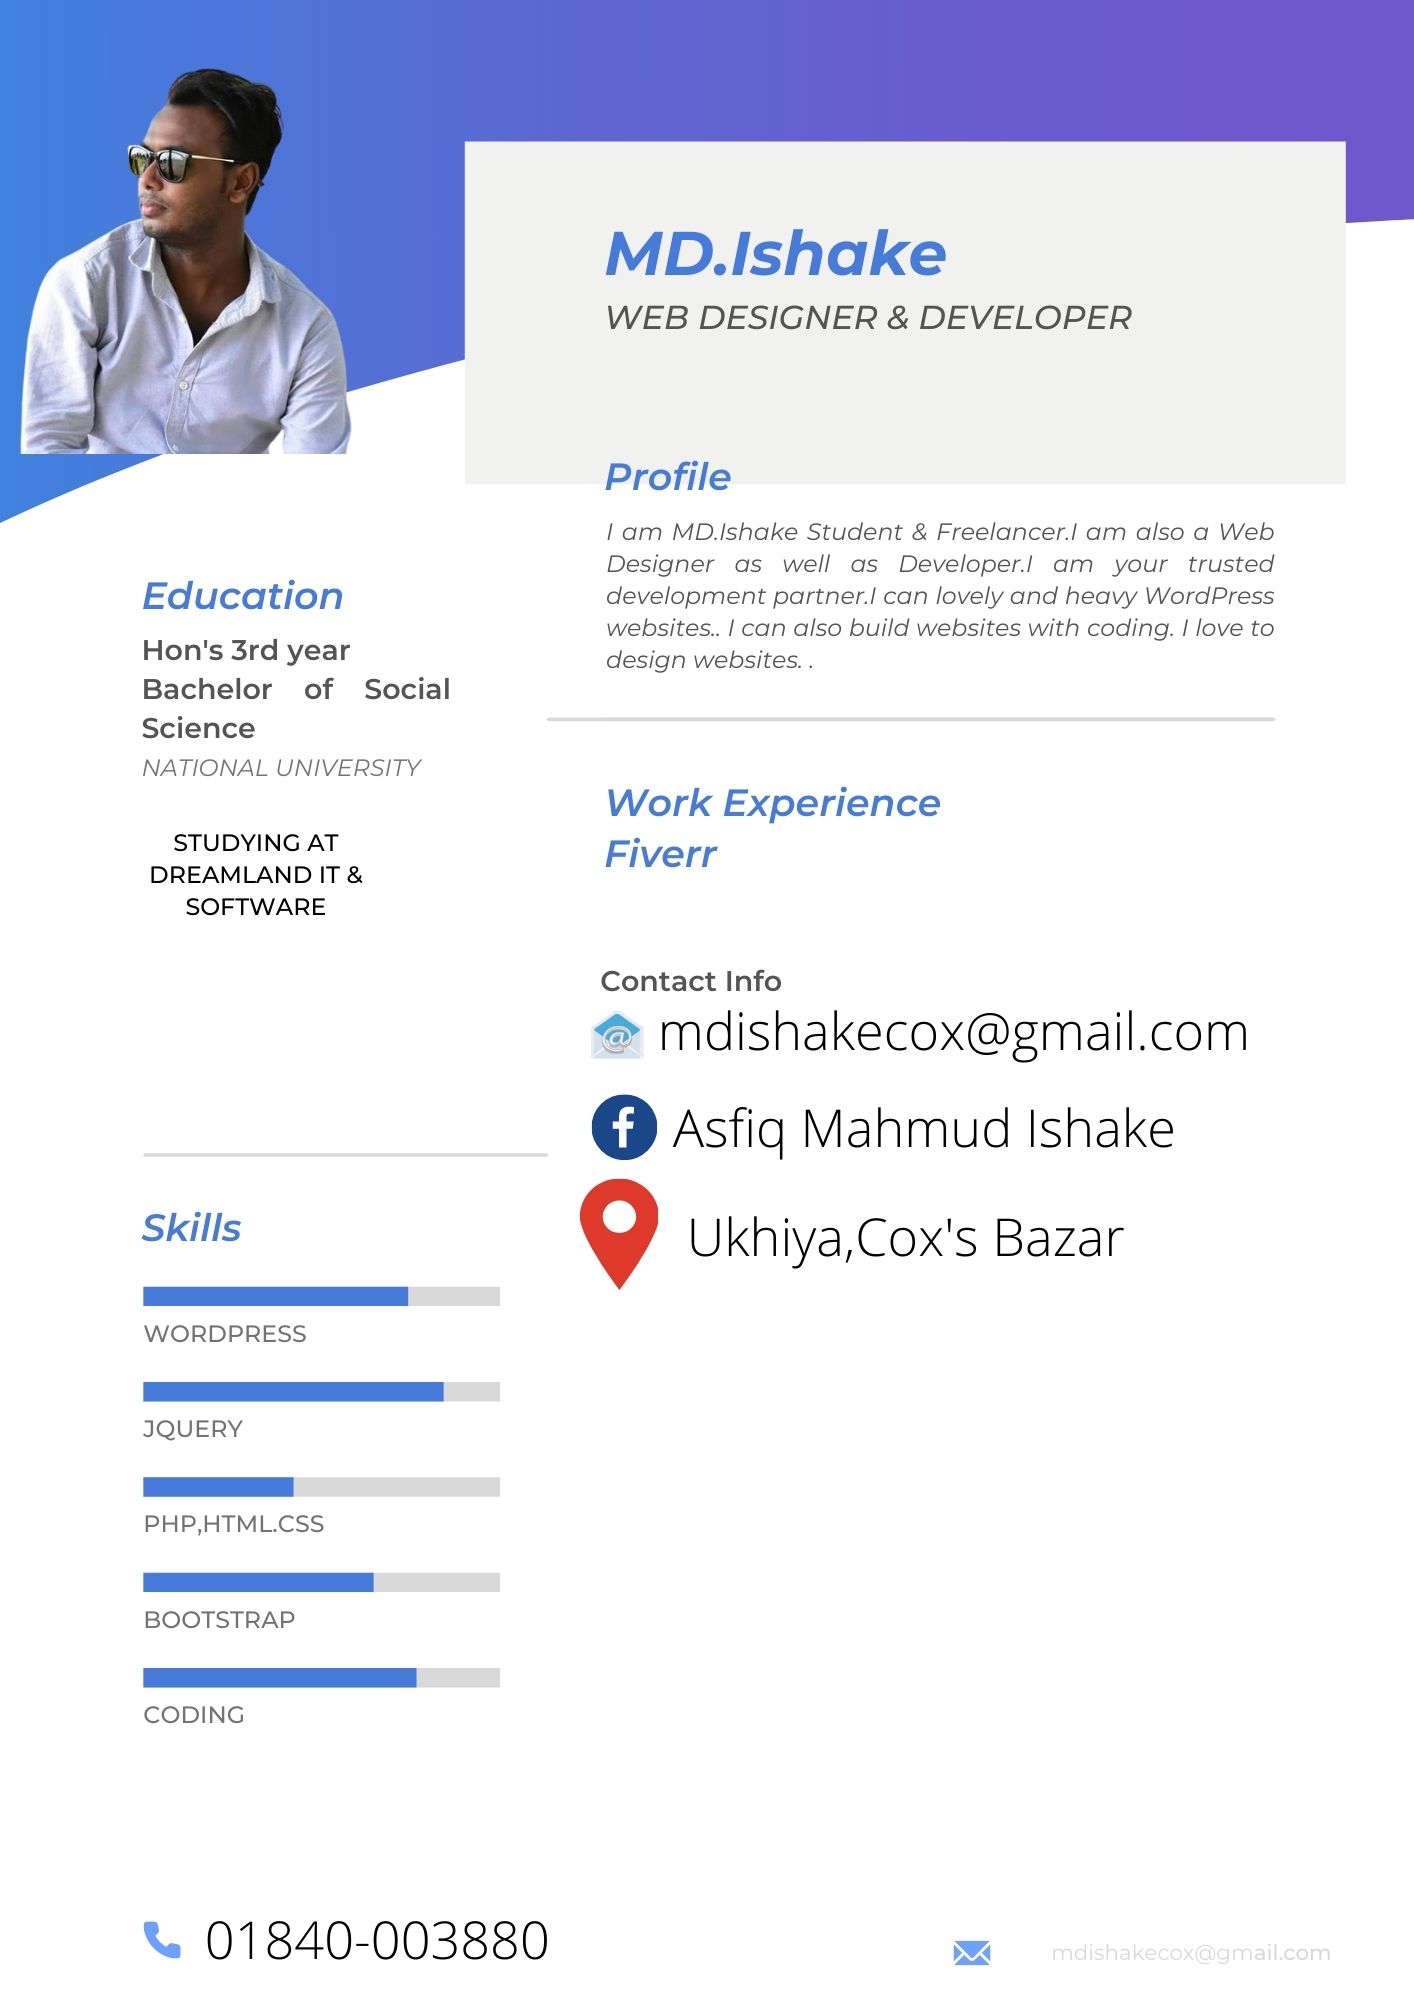 MD.Ishake
WEB DESIGNER & DEVELOPER
Profile
I am MD.Ishake Student & Freelancer.I am also a Web
Designer as well as Developer.I am your trusted
development partner.I can lovely and heavy WordPress
websites.. I can also build websites with coding. I love to
design websites. .
Education
Hon's 3rd year
Bachelor of Social
Science
NATIONAL UNIVERSITY
STUDYING AT
DREAMLAND IT &
SOFTWARE
Work Experience
Fiverr
Contact Info
mdishakecox@gmail.com
Asfiq Mahmud Ishake
Ukhiya,Cox's Bazar
Skills
WORDPRESS
JQUERY
PHP,HTML.CSS
BOOTSTRAP
CODING
01840-003880
mdishakecox@gmail.com